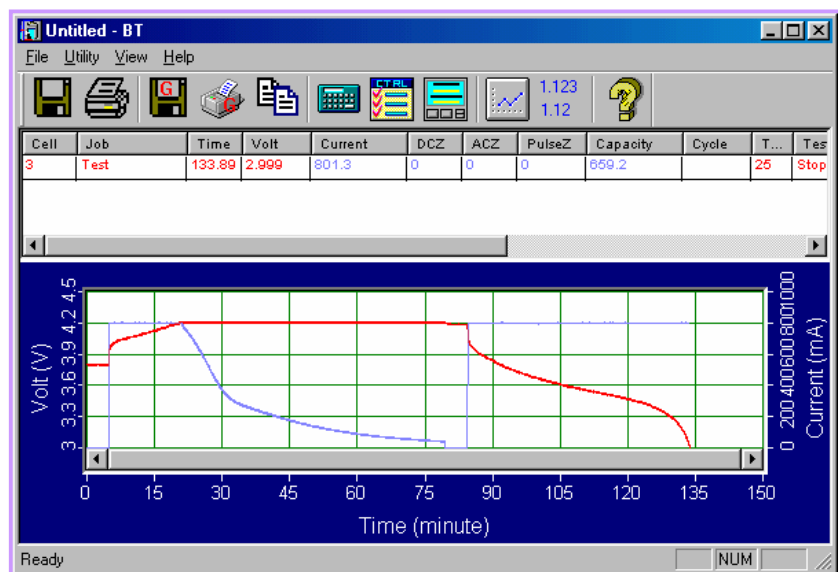 Untitled - BT
File Utility View Help
G G CTRL 1.123
1.12
Cell Job Time Volt Current DCZ ACZ PulseZ Capacity Cycle T... Tes
3 Test 133.89 2.999 801.3 0 0 0 659.2 25 Stop
Volt (V)
4.5
4.2
3.9
3.6
3.3
3
Current (mA)
1000
800
600
400
200
0
0 15 30 45 60 75 90 105 120 135 150
Time (minute)
Ready NUM